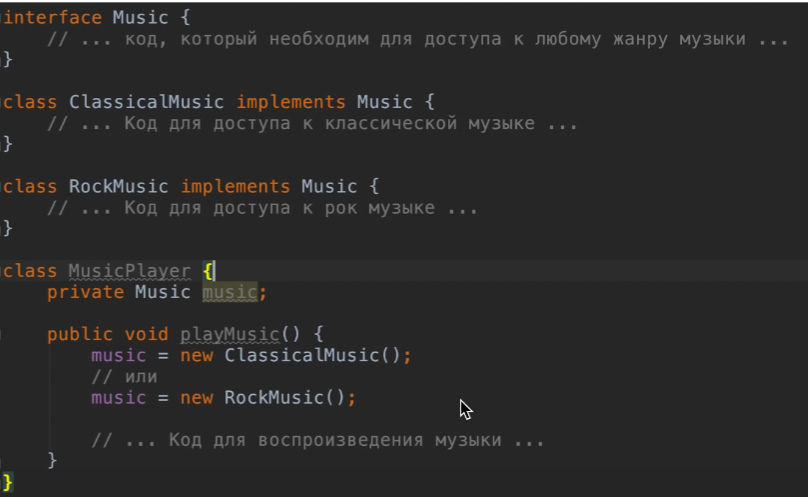 interface Music {
// ... код, который необходим для доступа к любому жанру музыки ...
}
class ClassicalMusic implements Music {
// ... Код для доступа к классической музыке ...
}
class RockMusic implements Music {
// ... Код для доступа к рок музыке ...
}
class MusicPlayer {
private Music music;
public void playMusic() {
music = new ClassicalMusic();
// или
music = new RockMusic();
// ... Код для воспроизведения музыки ...
}
}